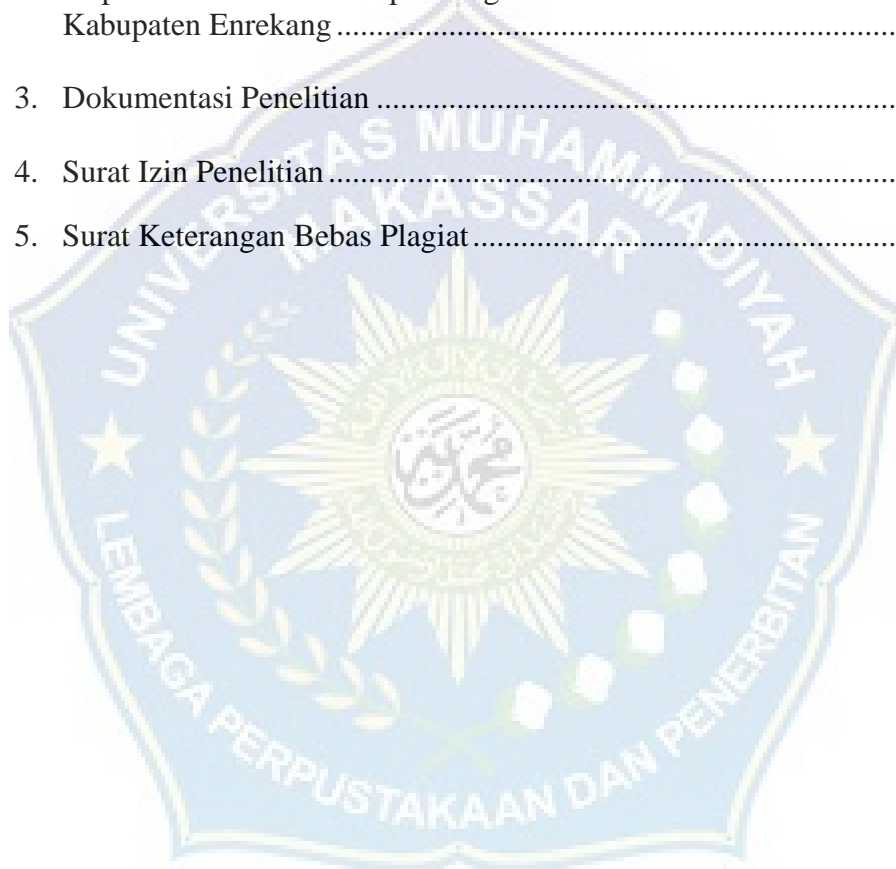 Kabupaten Enrekang
3. Dokumentasi Penelitian
4. Surat Izin Penelitian
5. Surat Keterangan Bebas Plagiat
UNIVERSITAS MUHAMMADIYAH
MAKASSAR
LEMBAGA PERPUSTAKAAN DAN PENERBITAN